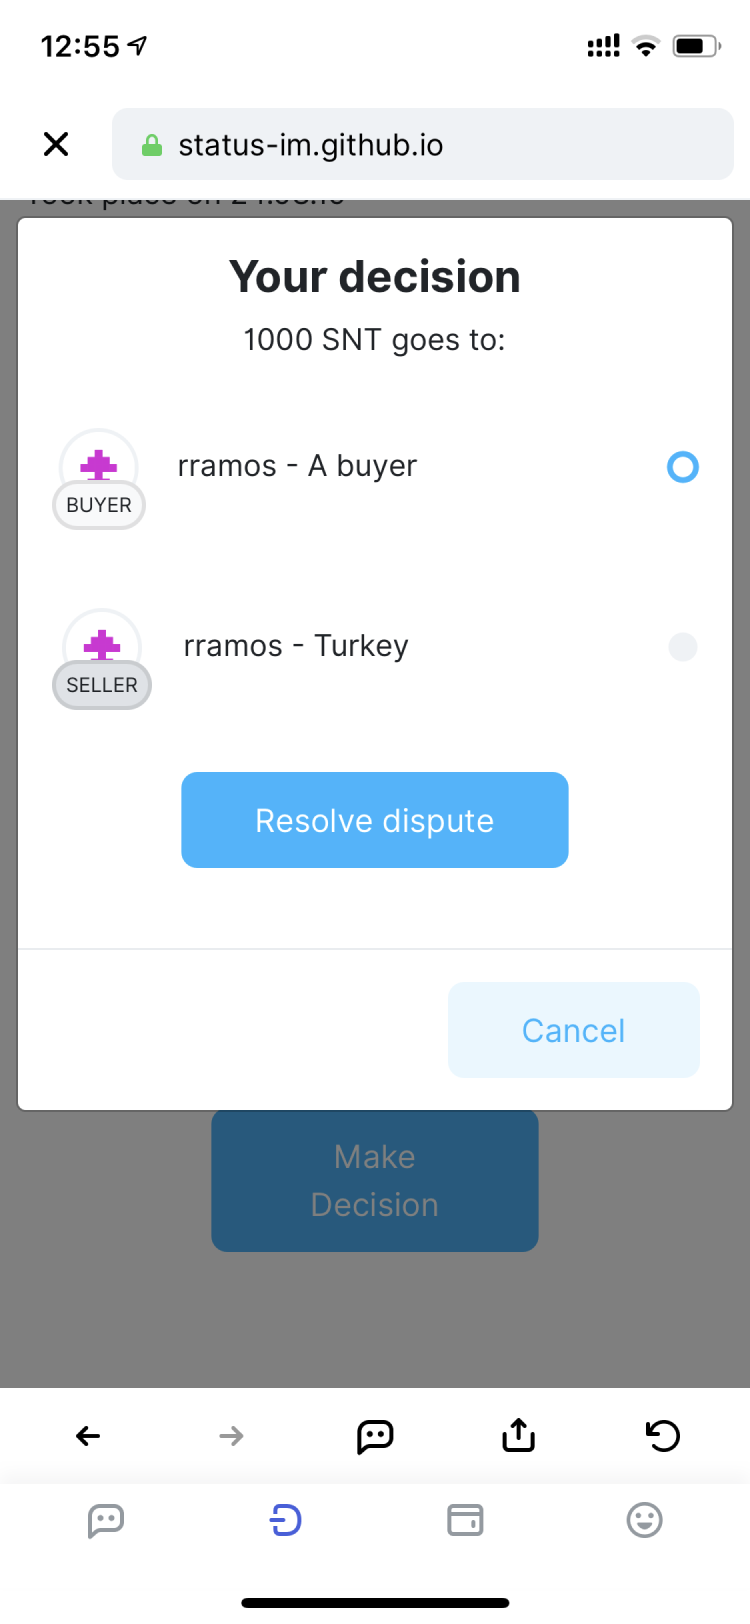 12:55
status-im.github.io
Your decision
1000 SNT goes to:
rramos - A buyer
BUYER
rramos - Turkey
SELLER
Resolve dispute
Cancel
Make
Decision